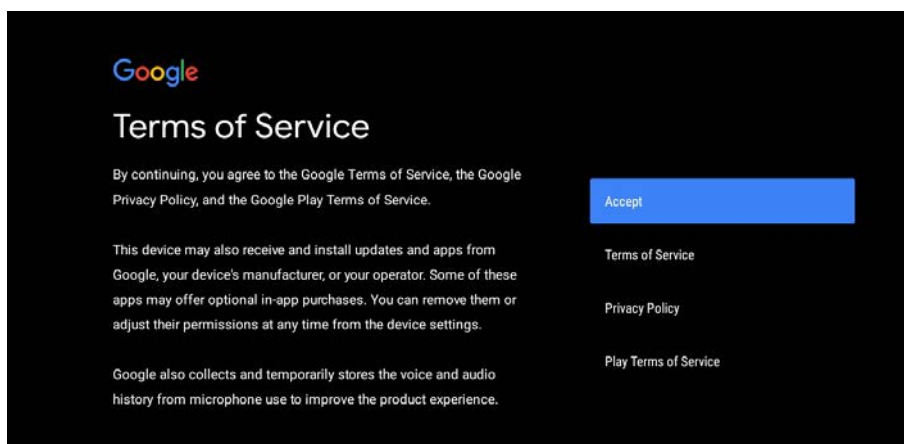 Google
Terms of Service
By continuing, you agree to the Google Terms of Service, the Google
Privacy Policy, and the Google Play Terms of Service.
This device may also receive and install updates and apps from
Google, your device's manufacturer, or your operator. Some of these
apps may offer optional in-app purchases. You can remove them or
adjust their permissions at any time from the device settings.
Google also collects and temporarily stores the voice and audio
history from microphone use to improve the product experience.
Accept
Terms of Service
Privacy Policy
Play Terms of Service